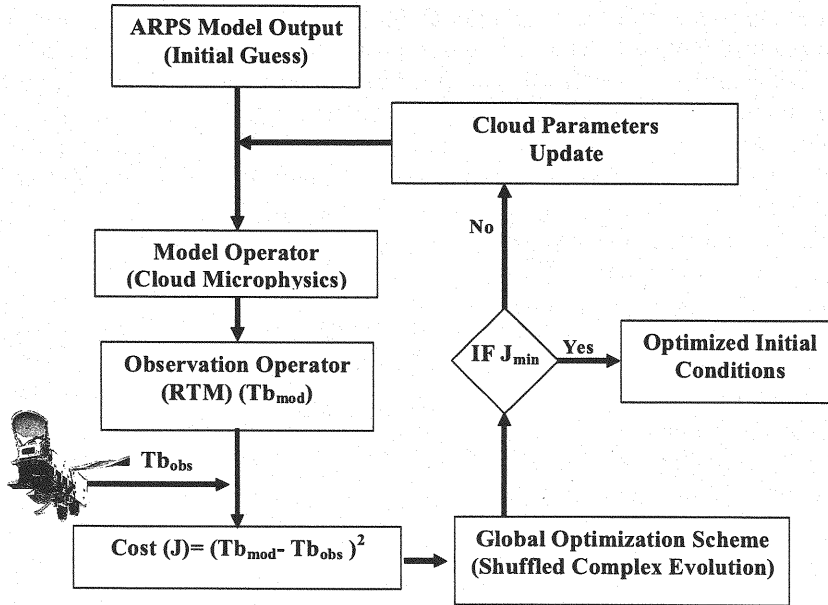 ARPS Model Output
(Initial Guess)
Cloud Parameters
Update
No
Model Operator
(Cloud Microphysics)
IF Jmin
Yes
Optimized Initial
Conditions
Observation Operator
(RTM) (Tbmod)
Tbobs
Cost (J)= (Tbmod- Tbobs )²
Global Optimization Scheme
(Shuffled Complex Evolution)